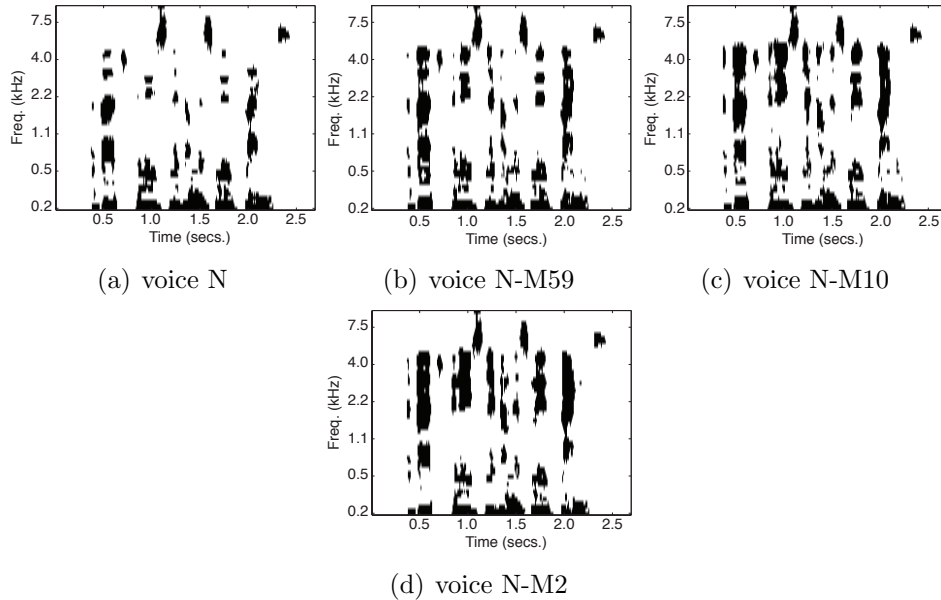 7.5
4.0
2.2
1.1
0.5
0.2
Freq. (kHz)
0.5 1.0 1.5 2.0 2.5
Time (secs.)
(a) voice N
7.5
4.0
2.2
1.1
0.5
0.2
Freq. (kHz)
0.5 1.0 1.5 2.0 2.5
Time (secs.)
(b) voice N-M59
7.5
4.0
2.2
1.1
0.5
0.2
Freq. (kHz)
0.5 1.0 1.5 2.0 2.5
Time (secs.)
(c) voice N-M10
7.5
4.0
2.2
1.1
0.5
0.2
Freq. (kHz)
0.5 1.0 1.5 2.0 2.5
Time (secs.)
(d) voice N-M2